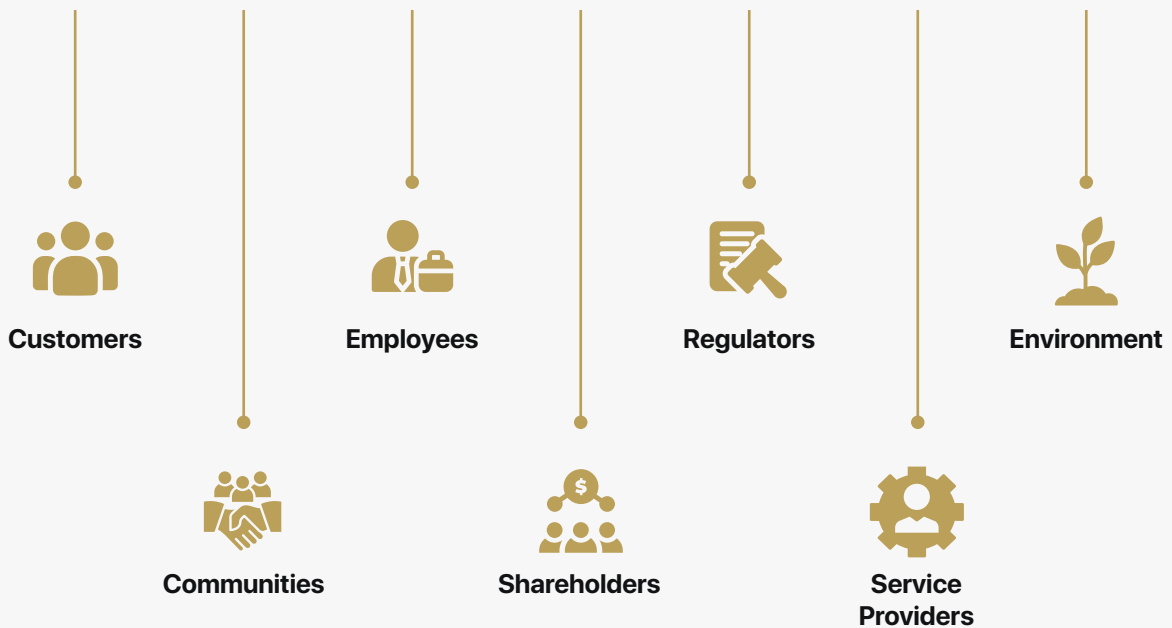 Customers
Employees
Regulators
Environment
$
Communities
Shareholders
Service
Providers